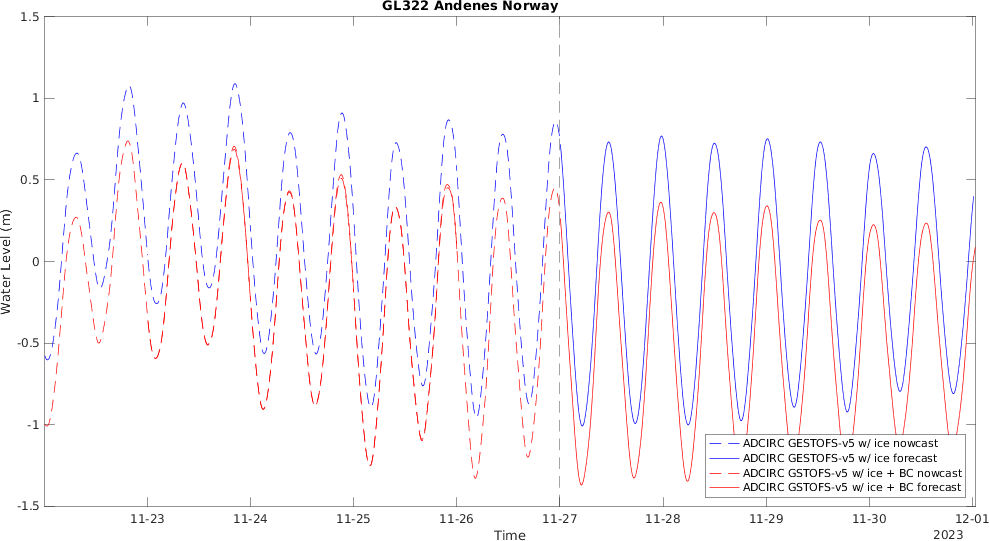 GL322 Andenes Norway
1.5
1
0.5
0
-0.5
-1
-1.5
Water Level (m)
ADCIRC GESTOFS-v5 w/ ice nowcast
ADCIRC GESTOFS-v5 w/ ice forecast
ADCIRC GSTOFS-v5 w/ ice + BC nowcast
ADCIRC GSTOFS-v5 w/ ice + BC forecast
11-23 11-24 11-25 11-26 11-27 11-28 11-29 11-30 12-01
Time
2023